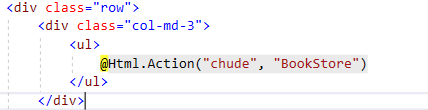 <div class="row">
<div class="col-md-3">
<ul>
@Html.Action("chude", "BookStore")
</ul>
</div>